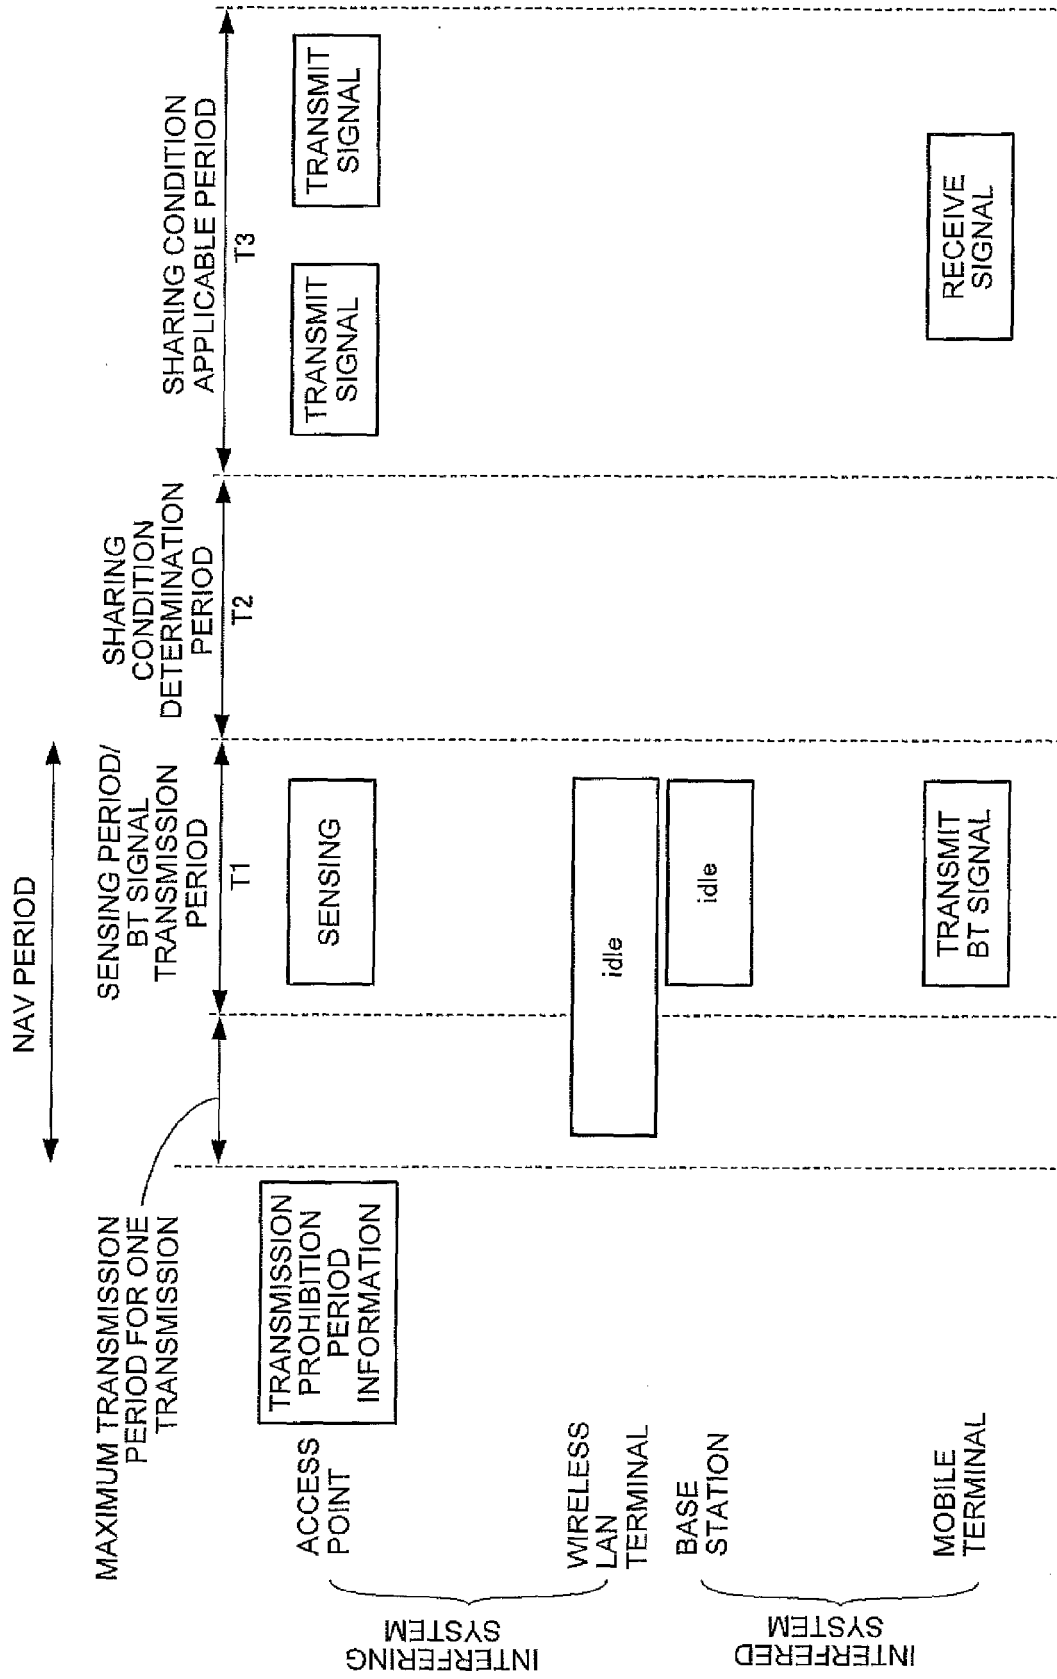 NAV PERIOD
MAXIMUM TRANSMISSION
PERIOD FOR ONE
TRANSMISSION
SENSING PERIOD/
BT SIGNAL
TRANSMISSION
PERIOD
T1
SHARING
CONDITION
DETERMINATION
PERIOD
T2
SHARING CONDITION
APPLICABLE PERIOD
T3
INTERFERING
SYSTEM
ACCESS
POINT
TRANSMISSION
PROHIBITION
PERIOD
INFORMATION
SENSING
TRANSMIT
SIGNAL
TRANSMIT
SIGNAL
WIRELESS
LAN
TERMINAL
idle
INTERFERED
SYSTEM
BASE
STATION
idle
MOBILE
TERMINAL
TRANSMIT
BT SIGNAL
RECEIVE
SIGNAL